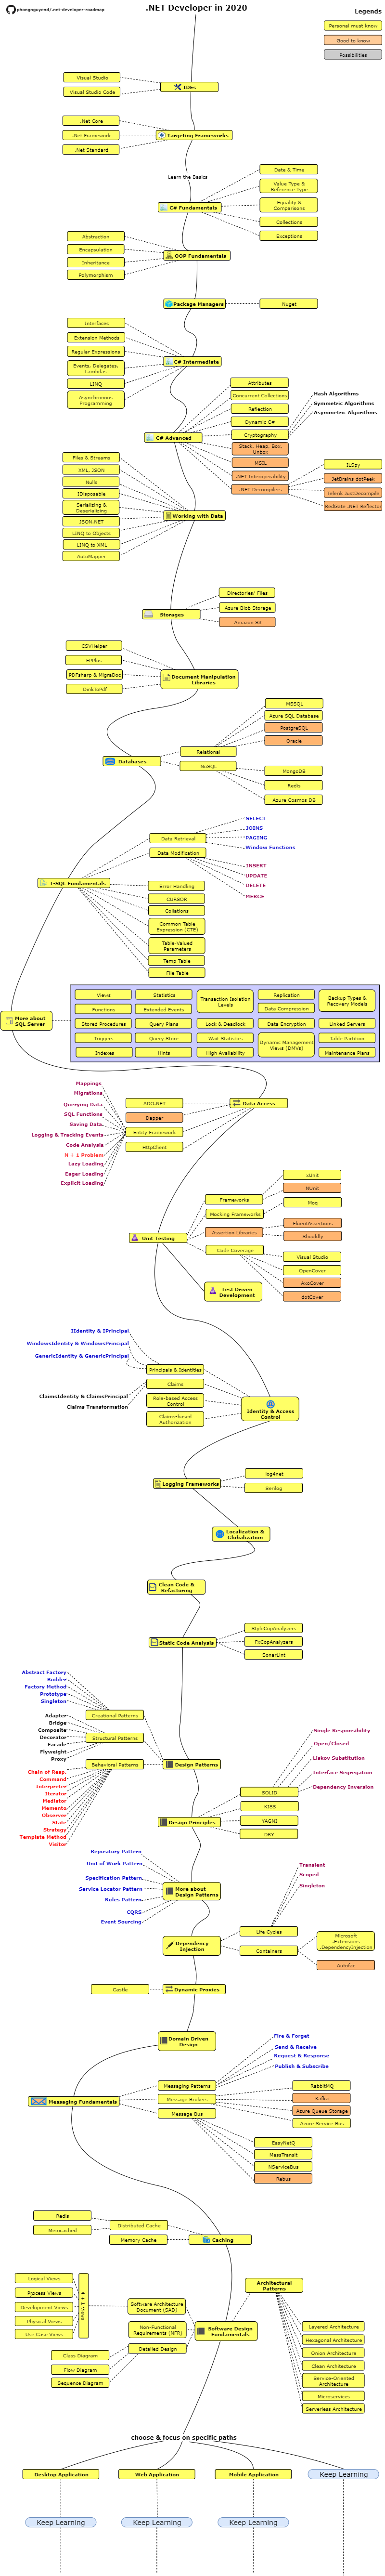 phongnguyend/.net-developer-roadmap
.NET Developer in 2020
Legends
Personal must know
Good to know
Possibilities
Visual Studio
Visual Studio Code
IDEs
.Net Core
.Net Framework
.Net Standard
Targeting Frameworks
Learn the Basics
C# Fundamentals
Date & Time
Value Type &
Reference Type
Equality &
Comparisons
Collections
Exceptions
Abstraction
Encapsulation
Inheritance
Polymorphism
OOP Fundamentals
Package Managers
Nuget
Interfaces
Extension Methods
Regular Expressions
Events, Delegates,
Lambdas
LINQ
Asynchronous
Programming
C# Intermediate
C# Advanced
Attributes
Concurrent Collections
Reflection
Dynamic C#
Cryptography
Stack, Heap, Box,
Unbox
MSIL
.NET Interoperability
.NET Decompilers
Hash Algorithms
Symmetric Algorithms
Asymmetric Algorithms
ILSpy
JetBrains dotPeek
Telerik JustDecompile
RedGate .NET Reflector
Files & Streams
XML, JSON
Nulls
IDisposable
Serializing &
Deserializing
JSON.NET
LINQ to Objects
LINQ to XML
AutoMapper
Working with Data
Storages
Directories/ Files
Azure Blob Storage
Amazon S3
CSVHelper
EPPlus
PDFsharp & MigraDoc
DinkToPdf
Document Manipulation
Libraries
Databases
Relational
NoSQL
MSSQL
Azure SQL Database
PostgreSQL
Oracle
MongoDB
Redis
Azure Cosmos DB
T-SQL Fundamentals
Data Retrieval
Data Modification
SELECT
JOINS
PAGING
Window Functions
INSERT
UPDATE
DELETE
MERGE
Error Handling
CURSOR
Collations
Common Table
Expression (CTE)
Table-Valued
Parameters
Temp Table
File Table
More about
SQL Server
Views
Statistics
Transaction Isolation
Levels
Replication
Backup Types &
Recovery Models
Functions
Extended Events
Data Compression
Stored Procedures
Query Plans
Lock & Deadlock
Data Encryption
Linked Servers
Triggers
Query Store
Wait Statistics
Dynamic Management
Views (DMVs)
Table Partition
Indexes
Hints
High Availability
Maintenance Plans
Mappings
Migrations
Querying Data
SQL Functions
Saving Data
Logging & Tracking Events
Code Analysis
N + 1 Problem
Lazy Loading
Eager Loading
Explicit Loading
ADO.NET
Dapper
Entity Framework
HttpClient
Data Access
Unit Testing
Frameworks
Mocking Frameworks
Assertion Libraries
Code Coverage
xUnit
NUnit
Moq
FluentAssertions
Shouldly
Visual Studio
OpenCover
AxoCover
dotCover
Test Driven
Development
IIdentity & IPrincipal
WindowsIdentity & WindowsPrincipal
GenericIdentity & GenericPrincipal
ClaimsIdentity & ClaimsPrincipal
Claims Transformation
Principals & Identities
Claims
Role-based Access
Control
Claims-based
Authorization
Identity & Access
Control
Logging Frameworks
log4net
Serilog
Localization &
Globalization
Clean Code &
Refactoring
Static Code Analysis
StyleCopAnalyzers
FxCopAnalyzers
SonarLint
Abstract Factory
Builder
Factory Method
Prototype
Singleton
Adapter
Bridge
Composite
Decorator
Facade
Flyweight
Proxy
Chain of Resp.
Command
Interpreter
Iterator
Mediator
Memento
Observer
State
Strategy
Template Method
Visitor
Creational Patterns
Structural Patterns
Behavioral Patterns
Design Patterns
Design Principles
SOLID
KISS
YAGNI
DRY
Single Responsibility
Open/Closed
Liskov Substitution
Interface Segregation
Dependency Inversion
Repository Pattern
Unit of Work Pattern
Specification Pattern
Service Locator Pattern
Rules Pattern
CQRS
Event Sourcing
More about
Design Patterns
Dependency
Injection
Life Cycles
Containers
Transient
Scoped
Singleton
Microsoft
.Extensions
.DependencyInjection
Autofac
Castle
Dynamic Proxies
Domain Driven
Design
Messaging Fundamentals
Messaging Patterns
Message Brokers
Message Bus
Fire & Forget
Send & Receive
Request & Response
Publish & Subscribe
RabbitMQ
Kafka
Azure Queue Storage
Azure Service Bus
EasyNetQ
MassTransit
NServiceBus
Rebus
Redis
Memcached
Distributed Cache
Memory Cache
Caching
Logical Views
Process Views
Development Views
Physical Views
Use Case Views
4 + 1 Views
Software Architecture
Document (SAD)
Non-Functional
Requirements (NFR)
Detailed Design
Class Diagram
Flow Diagram
Sequence Diagram
Software Design
Fundamentals
Architectural
Patterns
Layered Architecture
Hexagonal Architecture
Onion Architecture
Clean Architecture
Service-Oriented
Architecture
Microservices
Serverless Architecture
choose & focus on specific paths
Desktop Application
Web Application
Mobile Application
Keep Learning
Keep Learning
Keep Learning
Keep Learning